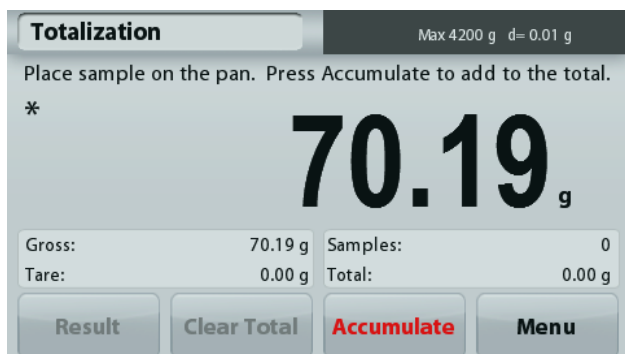 Totalization
Max 4200 g d= 0.01 g
Place sample on the pan. Press Accumulate to add to the total.
*
70.19 g
Gross: 70.19 g Samples: 0
Tare: 0.00 g Total: 0.00 g
Result Clear Total Accumulate Menu